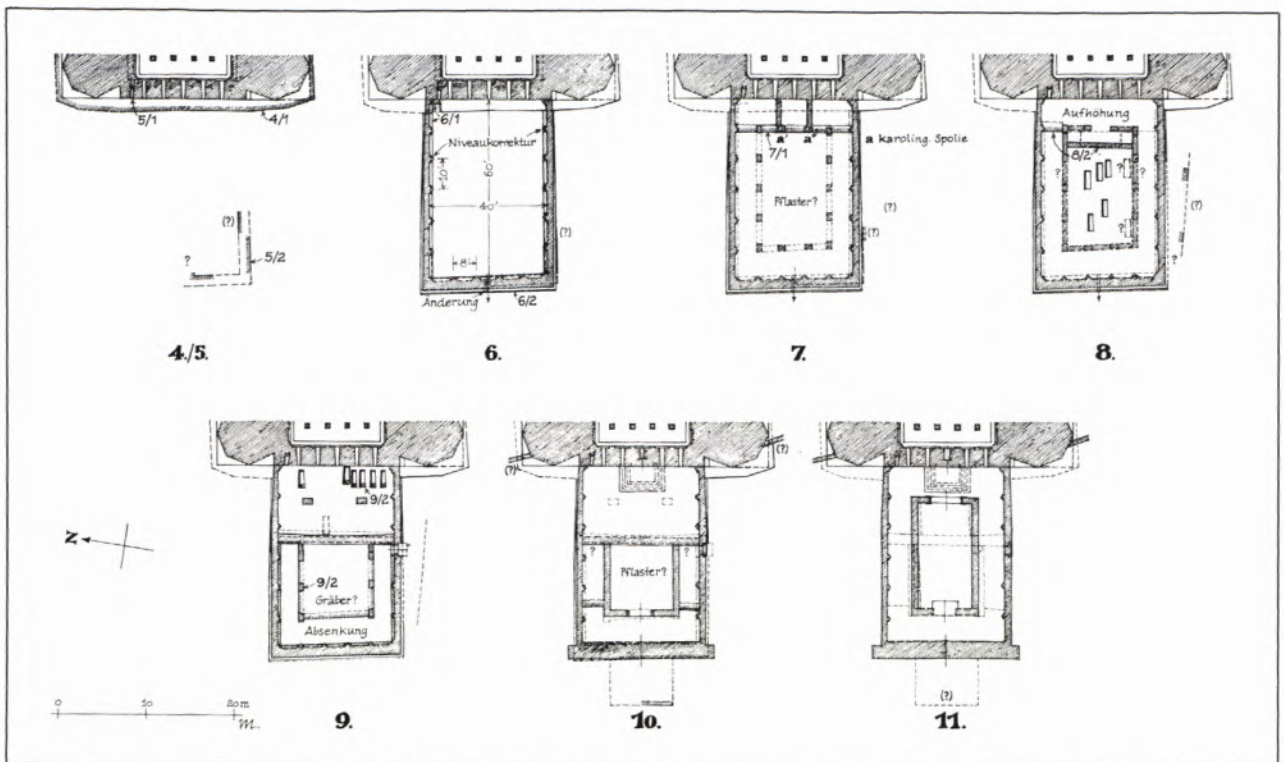 5/1
4/1
(?)
?
5/2
4./5.
6/1
Niveaukorrektur
10'
60'
40'
(?)
8'
Änderung
6/2
6.
a' a'
7/1
a karoling. Spolie
Pflaster?
(?)
(?)
7.
Aufhöhung
8/2
? ? ? ?
(?)
?
?
8.
N
9/2
9/2
Gräber?
Absenkung
0 10 20m
m.
9.
(?) (?)
? ?
Pflaster?
10.
(?) (?)
(?)
11.